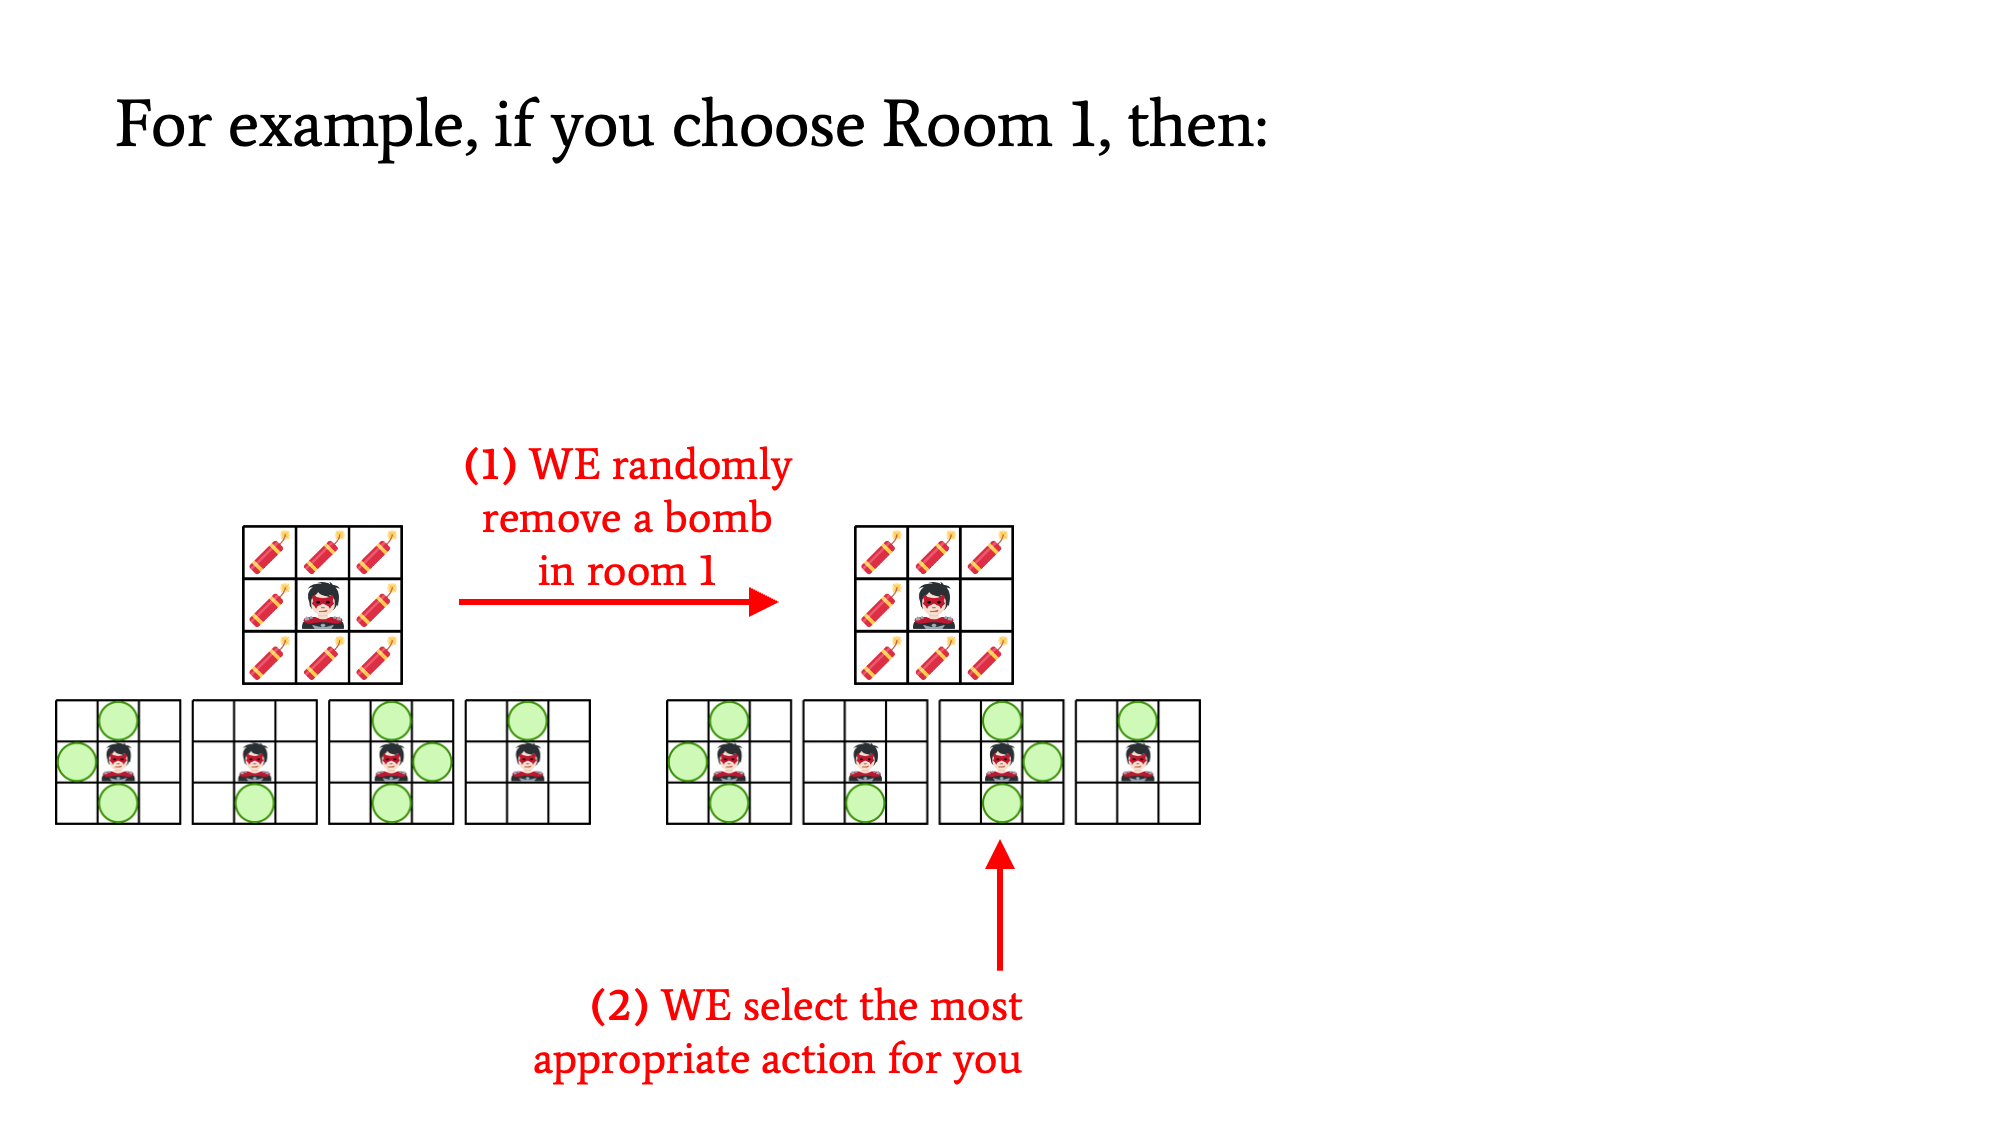 For example, if you choose Room 1, then:
(1) WE randomly
remove a bomb
in room 1
(2) WE select the most
appropriate action for you